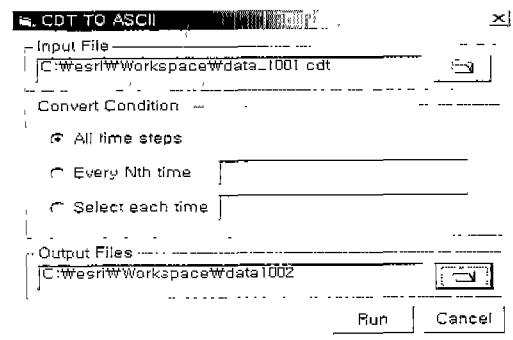 CDT TO ASCII
Input File
C:₩esri₩Workspace₩data_1001 cdt
Convert Condition
All time steps
Every Nth time
Select each time
Output Files
C:₩esri₩Workspace₩data1002
Run Cancel